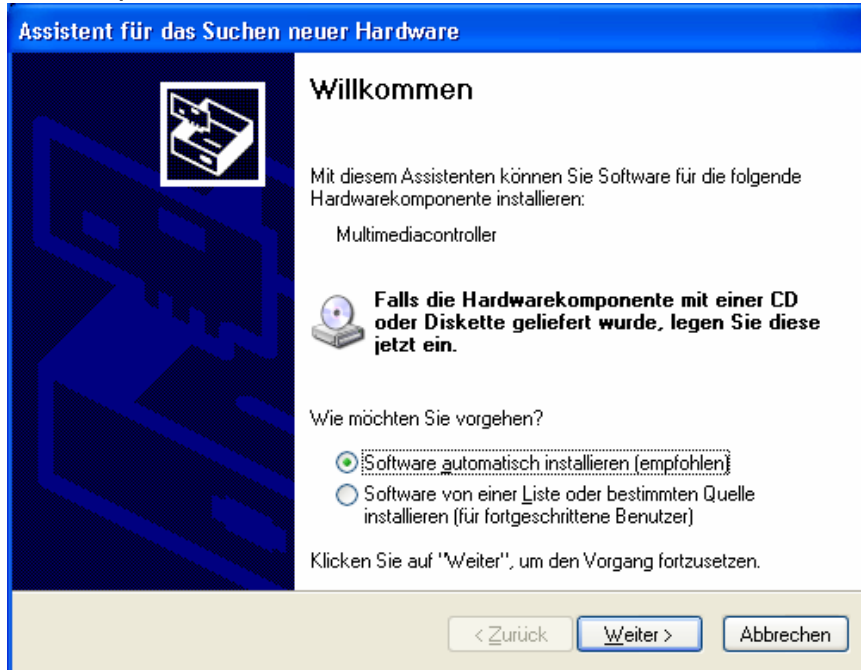 Assistent für das Suchen neuer Hardware
Willkommen
Mit diesem Assistenten können Sie Software für die folgende
Hardwarekomponente installieren:
Multimediacontroller
Falls die Hardwarekomponente mit einer CD
oder Diskette geliefert wurde, legen Sie diese
jetzt ein.
Wie möchten Sie vorgehen?
Software automatisch installieren (empfohlen)
Software von einer Liste oder bestimmten Quelle
installieren (für fortgeschrittene Benutzer)
Klicken Sie auf "Weiter", um den Vorgang fortzusetzen.
< Zurück Weiter > Abbrechen